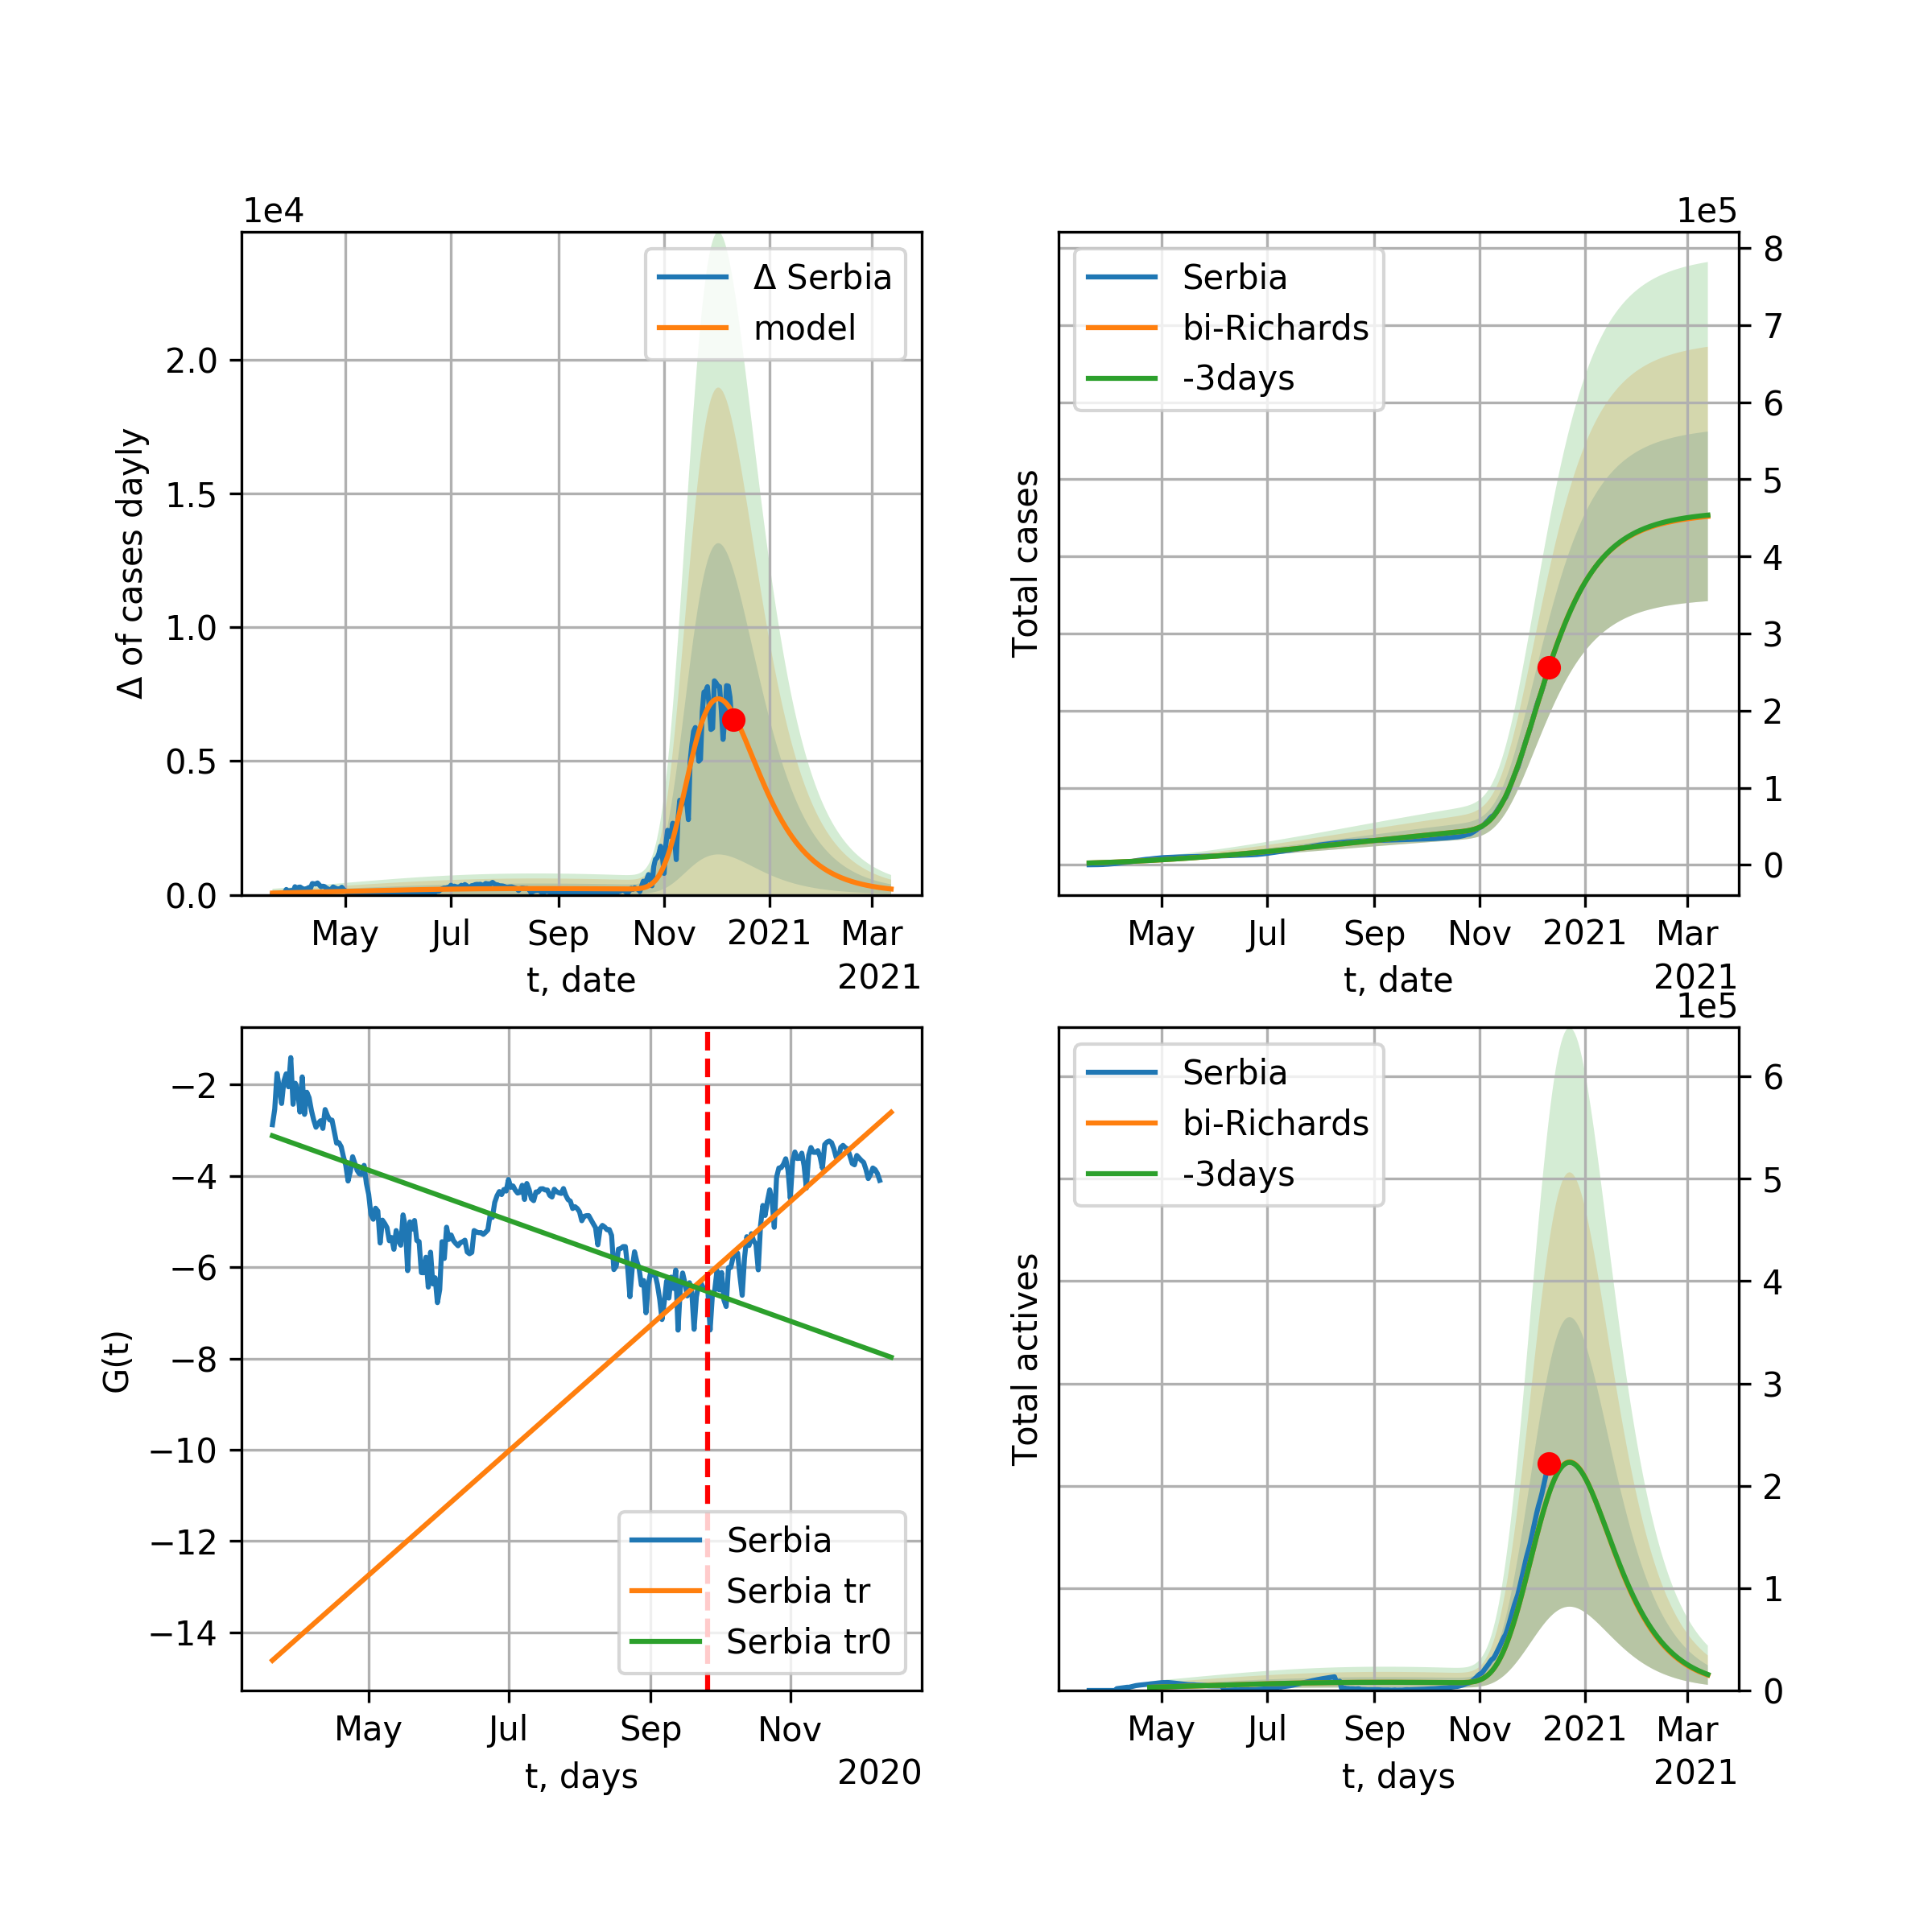 1e4
Δ of cases dayly
2.0
1.5
1.0
0.5
0.0
Δ Serbia
model
May Jul Sep Nov 2021 Mar
t, date
2021
1e5
Total cases
Serbia
bi-Richards
-3days
8
7
6
5
4
3
2
1
0
May Jul Sep Nov 2021 Mar
t, date
2021
G(t)
−2
−4
−6
−8
−10
−12
−14
Serbia
Serbia tr
Serbia tr0
May Jul Sep Nov
t, days
2020
1e5
Total actives
Serbia
bi-Richards
-3days
6
5
4
3
2
1
0
May Jul Sep Nov 2021 Mar
t, days
2021